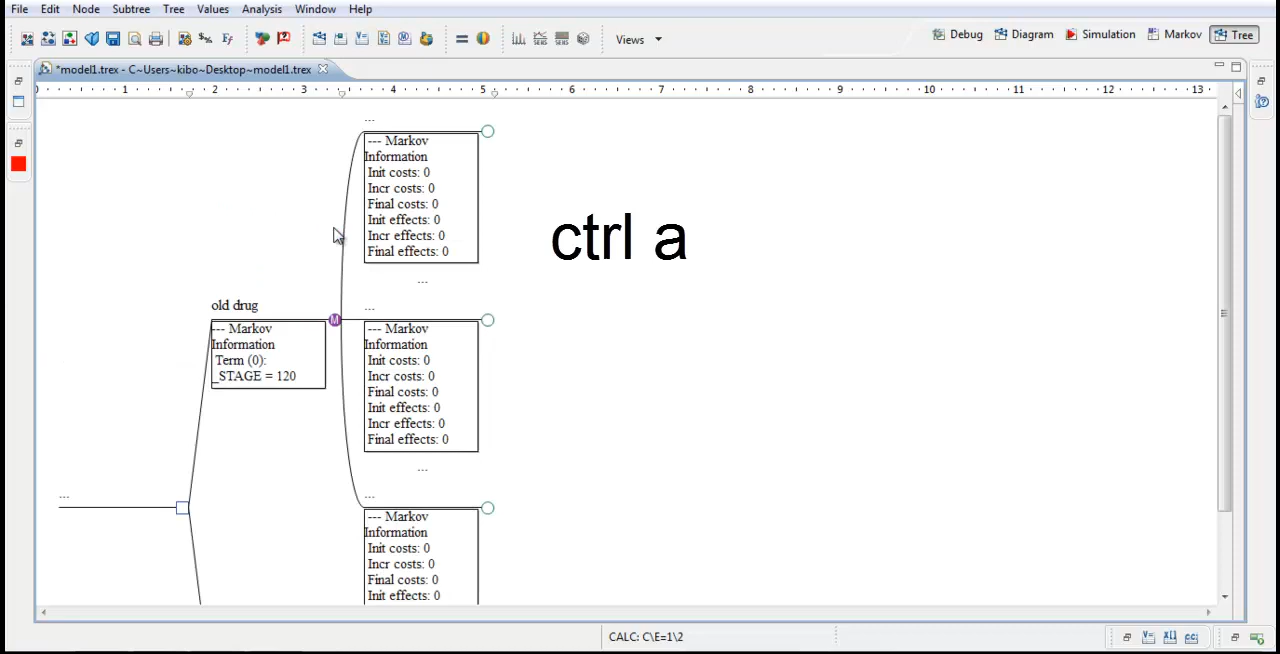 File Edit Node Subtree Tree Values Analysis Window Help
Views Debug Diagram Simulation Markov Tree
*model1.trex - C~Users~kibo~Desktop~model1.trex
1 2 3 4 5 6 7 8 9 10 11 12 13
...
--- Markov
Information
Init costs: 0
Incr costs: 0
Final costs: 0
Init effects: 0
Incr effects: 0
Final effects: 0
...
ctrl a
old drug
--- Markov
Information
Term (0):
_STAGE = 120
...
--- Markov
Information
Init costs: 0
Incr costs: 0
Final costs: 0
Init effects: 0
Incr effects: 0
Final effects: 0
...
...
...
--- Markov
Information
Init costs: 0
Incr costs: 0
Final costs: 0
Init effects: 0
CALC: C\E=1\2